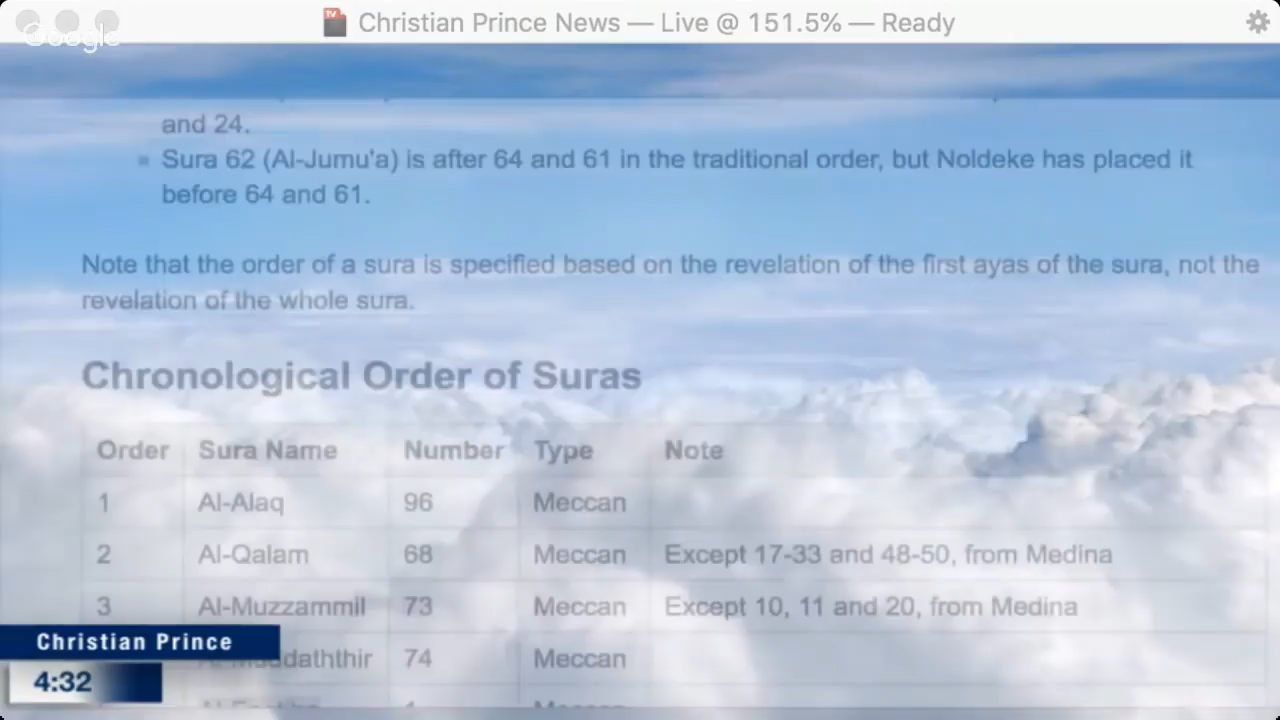 Christian Prince News — Live @ 151.5% — Ready
Google
and 24.
Sura 62 (Al-Jumu'a) is after 64 and 61 in the traditional order, but Noldeke has placed it
before 64 and 61.
Note that the order of a sura is specified based on the revelation of the first ayas of the sura, not the
revelation of the whole sura.
Chronological Order of Suras
Order Sura Name Number Type Note
1 Al-Alaq 96 Meccan
2 Al-Qalam 68 Meccan Except 17-33 and 48-50, from Medina
3 Al-Muzzammil 73 Meccan Except 10, 11 and 20, from Medina
Christian Prince
74 Meccan
4:32